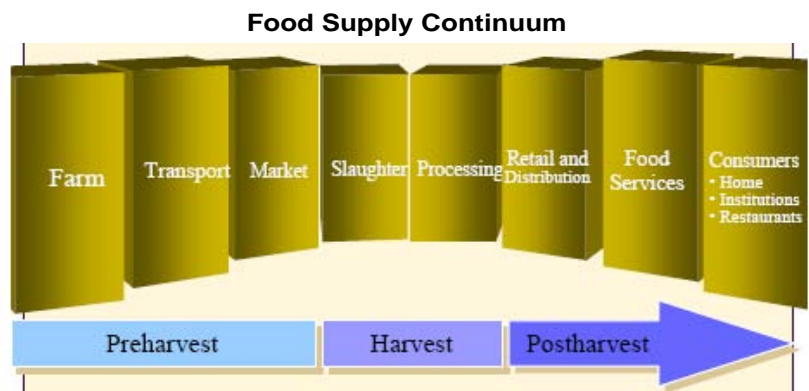 Food Supply Continuum
Farm
Transport
Market
Slaughter
Processing
Retail and
Distribution
Food
Services
Consumers
• Home
• Institutions
• Restaurants
Preharvest
Harvest
Postharvest